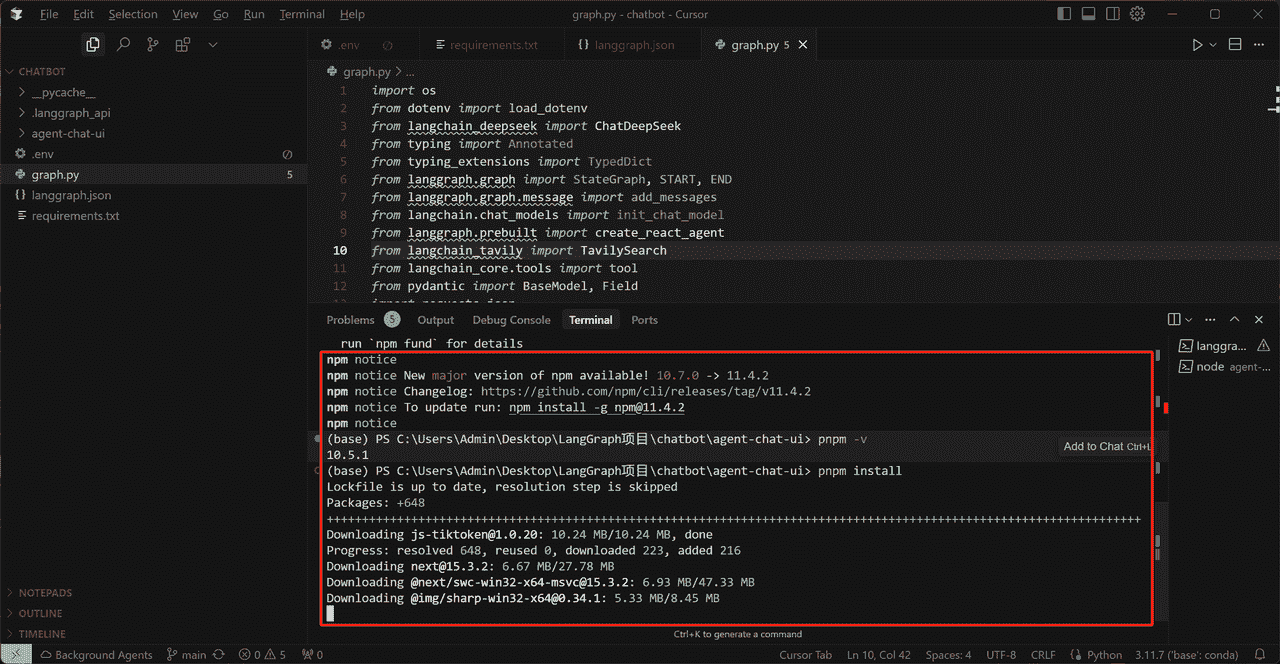 File Edit Selection View Go Run Terminal Help
graph.py - chatbot - Cursor
.env
requirements.txt
{} langgraph.json
graph.py 5
CHATBOT
__pycache__
.langgraph_api
agent-chat-ui
.env
graph.py 5
{} langgraph.json
requirements.txt
NOTEPADS
OUTLINE
TIMELINE
graph.py > ...
1 import os
2 from dotenv import load_dotenv
3 from langchain_deepseek import ChatDeepSeek
4 from typing import Annotated
5 from typing_extensions import TypedDict
6 from langgraph.graph import StateGraph, START, END
7 from langgraph.graph.message import add_messages
8 from langchain.chat_models import init_chat_model
9 from langgraph.prebuilt import create_react_agent
10 from langchain_tavily import TavilySearch
11 from langchain_core.tools import tool
12 from pydantic import BaseModel, Field
Problems 5 Output Debug Console Terminal Ports
run `npm fund` for details
npm notice
npm notice New major version of npm available! 10.7.0 -> 11.4.2
npm notice Changelog: https://github.com/npm/cli/releases/tag/v11.4.2
npm notice To update run: npm install -g npm@11.4.2
npm notice
(base) PS C:\Users\Admin\Desktop\LangGraph项目\chatbot\agent-chat-ui> pnpm -v
10.5.1
(base) PS C:\Users\Admin\Desktop\LangGraph项目\chatbot\agent-chat-ui> pnpm install
Lockfile is up to date, resolution step is skipped
Packages: +648
++++++++++++++++++++++++++++++++++++++++++++++++++++++++++++++++++++++++++++++++++++++++++++++++++++++++++++++++++++
Downloading js-tiktoken@1.0.20: 10.24 MB/10.24 MB, done
Progress: resolved 648, reused 0, downloaded 223, added 216
Downloading next@15.3.2: 6.67 MB/27.78 MB
Downloading @next/swc-win32-x64-msvc@15.3.2: 6.93 MB/47.33 MB
Downloading @img/sharp-win32-x64@0.34.1: 5.33 MB/8.45 MB
Add to Chat Ctrl+L
langgra...
node agent-...
Ctrl+K to generate a command
Background Agents main 0 5 0
Cursor Tab Ln 10, Col 42 Spaces: 4 UTF-8 CRLF {} Python 3.11.7 ('base': conda)